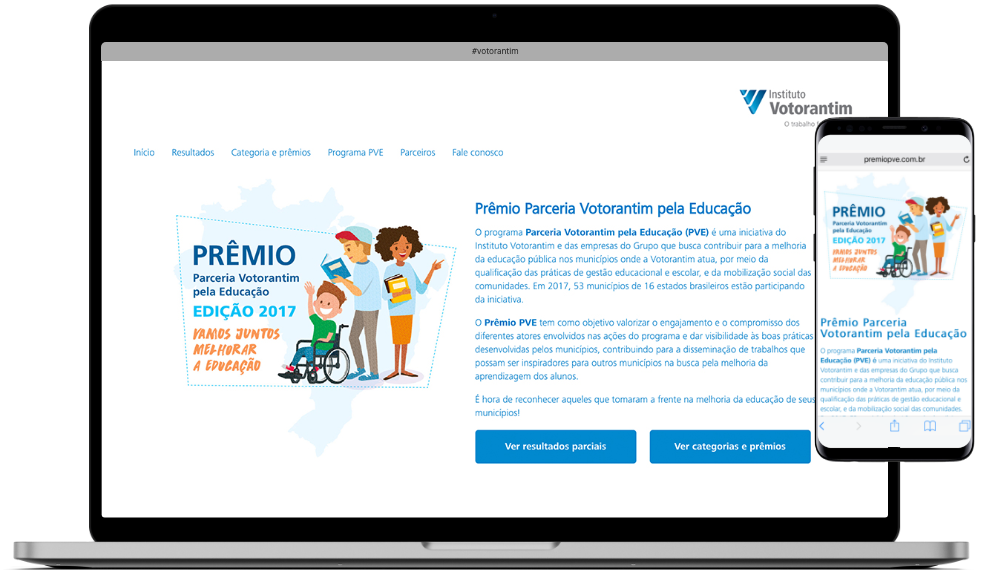 #votorantim
Instituto
Votorantim
O trabalho
Início Resultados Categoria e prêmios Programa PVE Parceiros Fale conosco
PRÊMIO
Parceria Votorantim
pela Educação
EDIÇÃO 2017
VAMOS JUNTOS
MELHORAR
A EDUCAÇÃO
Prêmio Parceria Votorantim pela Educação
O programa Parceria Votorantim pela Educação (PVE) é uma iniciativa do
Instituto Votorantim e das empresas do Grupo que busca contribuir para a melhoria
da educação pública nos municípios onde a Votorantim atua, por meio da
qualificação das práticas de gestão educacional e escolar, e da mobilização social das
comunidades. Em 2017, 53 municípios de 16 estados brasileiros estão participando
da iniciativa.
O Prêmio PVE tem como objetivo valorizar o engajamento e o compromisso dos
diferentes atores envolvidos nas ações do programa e dar visibilidade às boas práticas
desenvolvidas pelos municípios, contribuindo para a disseminação de trabalhos que
possam ser inspiradores para outros municípios na busca pela melhoria da
aprendizagem dos alunos.
É hora de reconhecer aqueles que tomaram a frente na melhoria da educação de seus
municípios!
Ver resultados parciais
Ver categorias e prêmios
premiopve.com.br
PRÊMIO
Parceria Votorantim
pela Educação
EDIÇÃO 2017
VAMOS JUNTOS
MELHORAR
A EDUCAÇÃO
Prêmio Parceria
Votorantim pela Educação
O programa Parceria Votorantim pela
Educação (PVE) é uma iniciativa do Instituto
Votorantim e das empresas do Grupo que busca
contribuir para a melhoria da educação pública nos
municípios onde a Votorantim atua, por meio da
qualificação das práticas de gestão educacional e
escolar, e da mobilização social das comunidades.